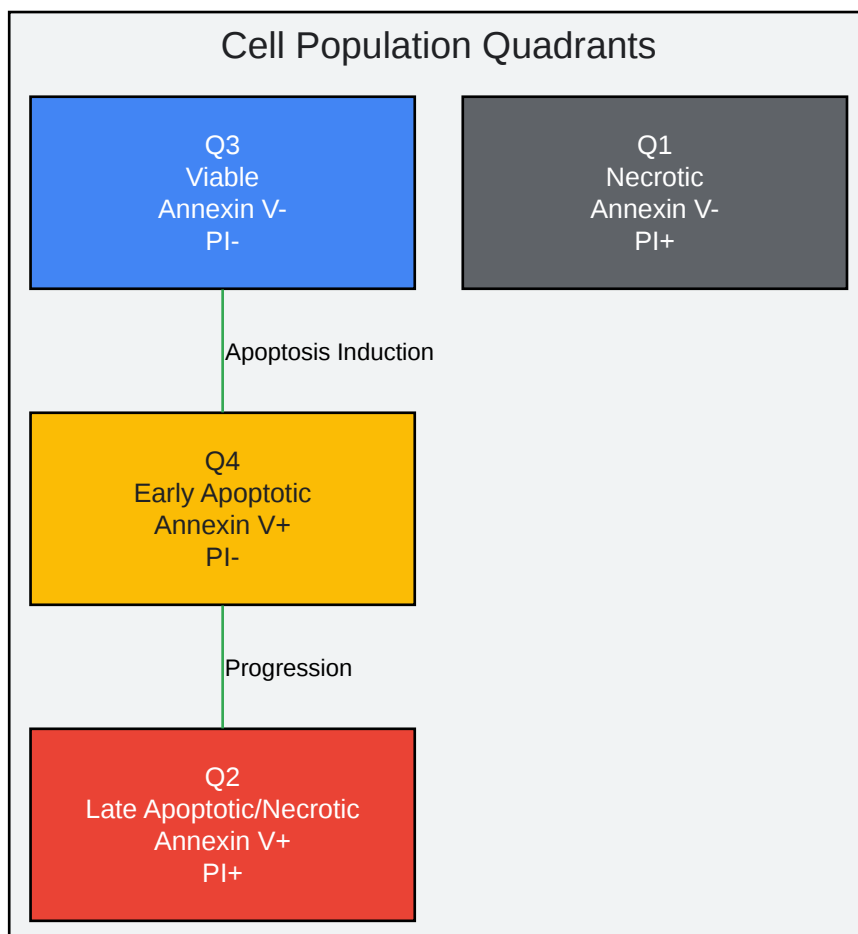 Cell Population Quadrants
Q3
Viable
Annexin V-
PI-
Q1
Necrotic
Annexin V-
PI+
Apoptosis Induction
Q4
Early Apoptotic
Annexin V+
PI-
Progression
Q2
Late Apoptotic/Necrotic
Annexin V+
PI+